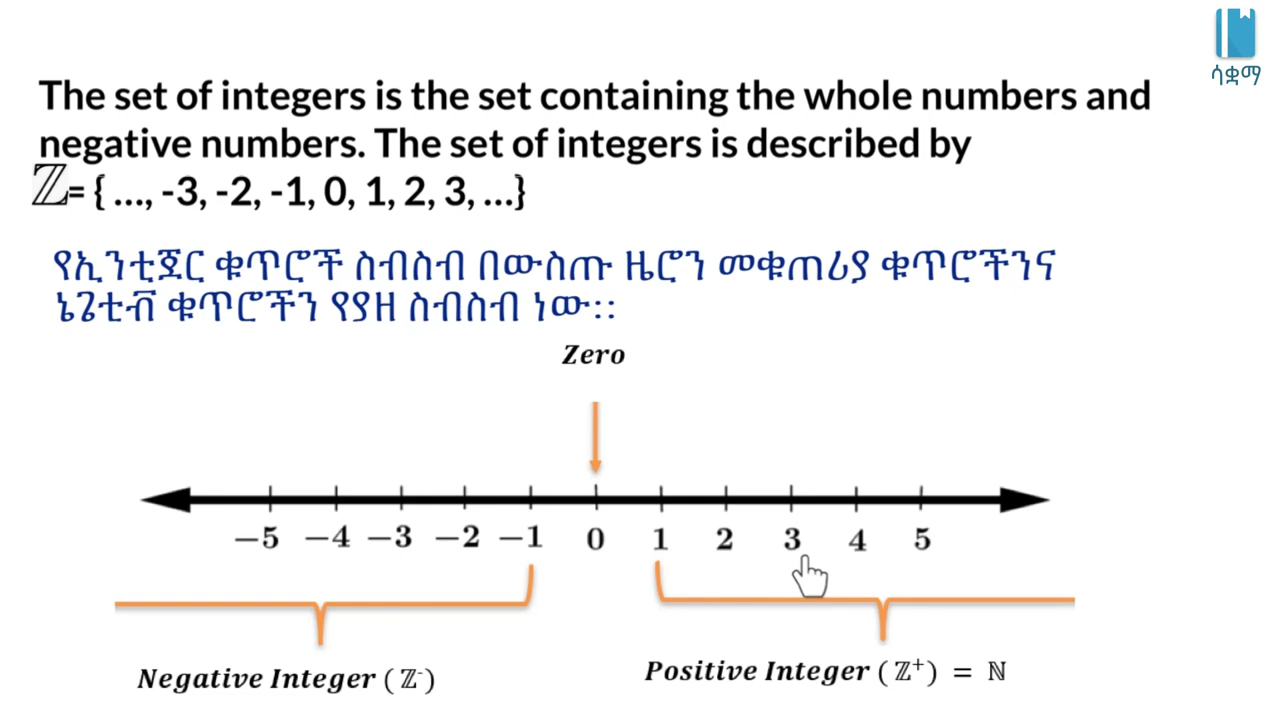 ሳቋማ
The set of integers is the set containing the whole numbers and
negative numbers. The set of integers is described by
ℤ= { ..., -3, -2, -1, 0, 1, 2, 3, ...}
የኢንቲጀር ቁጥሮች ስብስብ በውስጡ ዜሮን መቁጠሪያ ቁጥሮችንና
ኔጌቲቭ ቁጥሮችን የያዘ ስብስብ ነው፡፡
Zero
−5 −4 −3 −2 −1 0 1 2 3 4 5
Negative Integer ( ℤ⁻) Positive Integer ( ℤ⁺) = ℕ